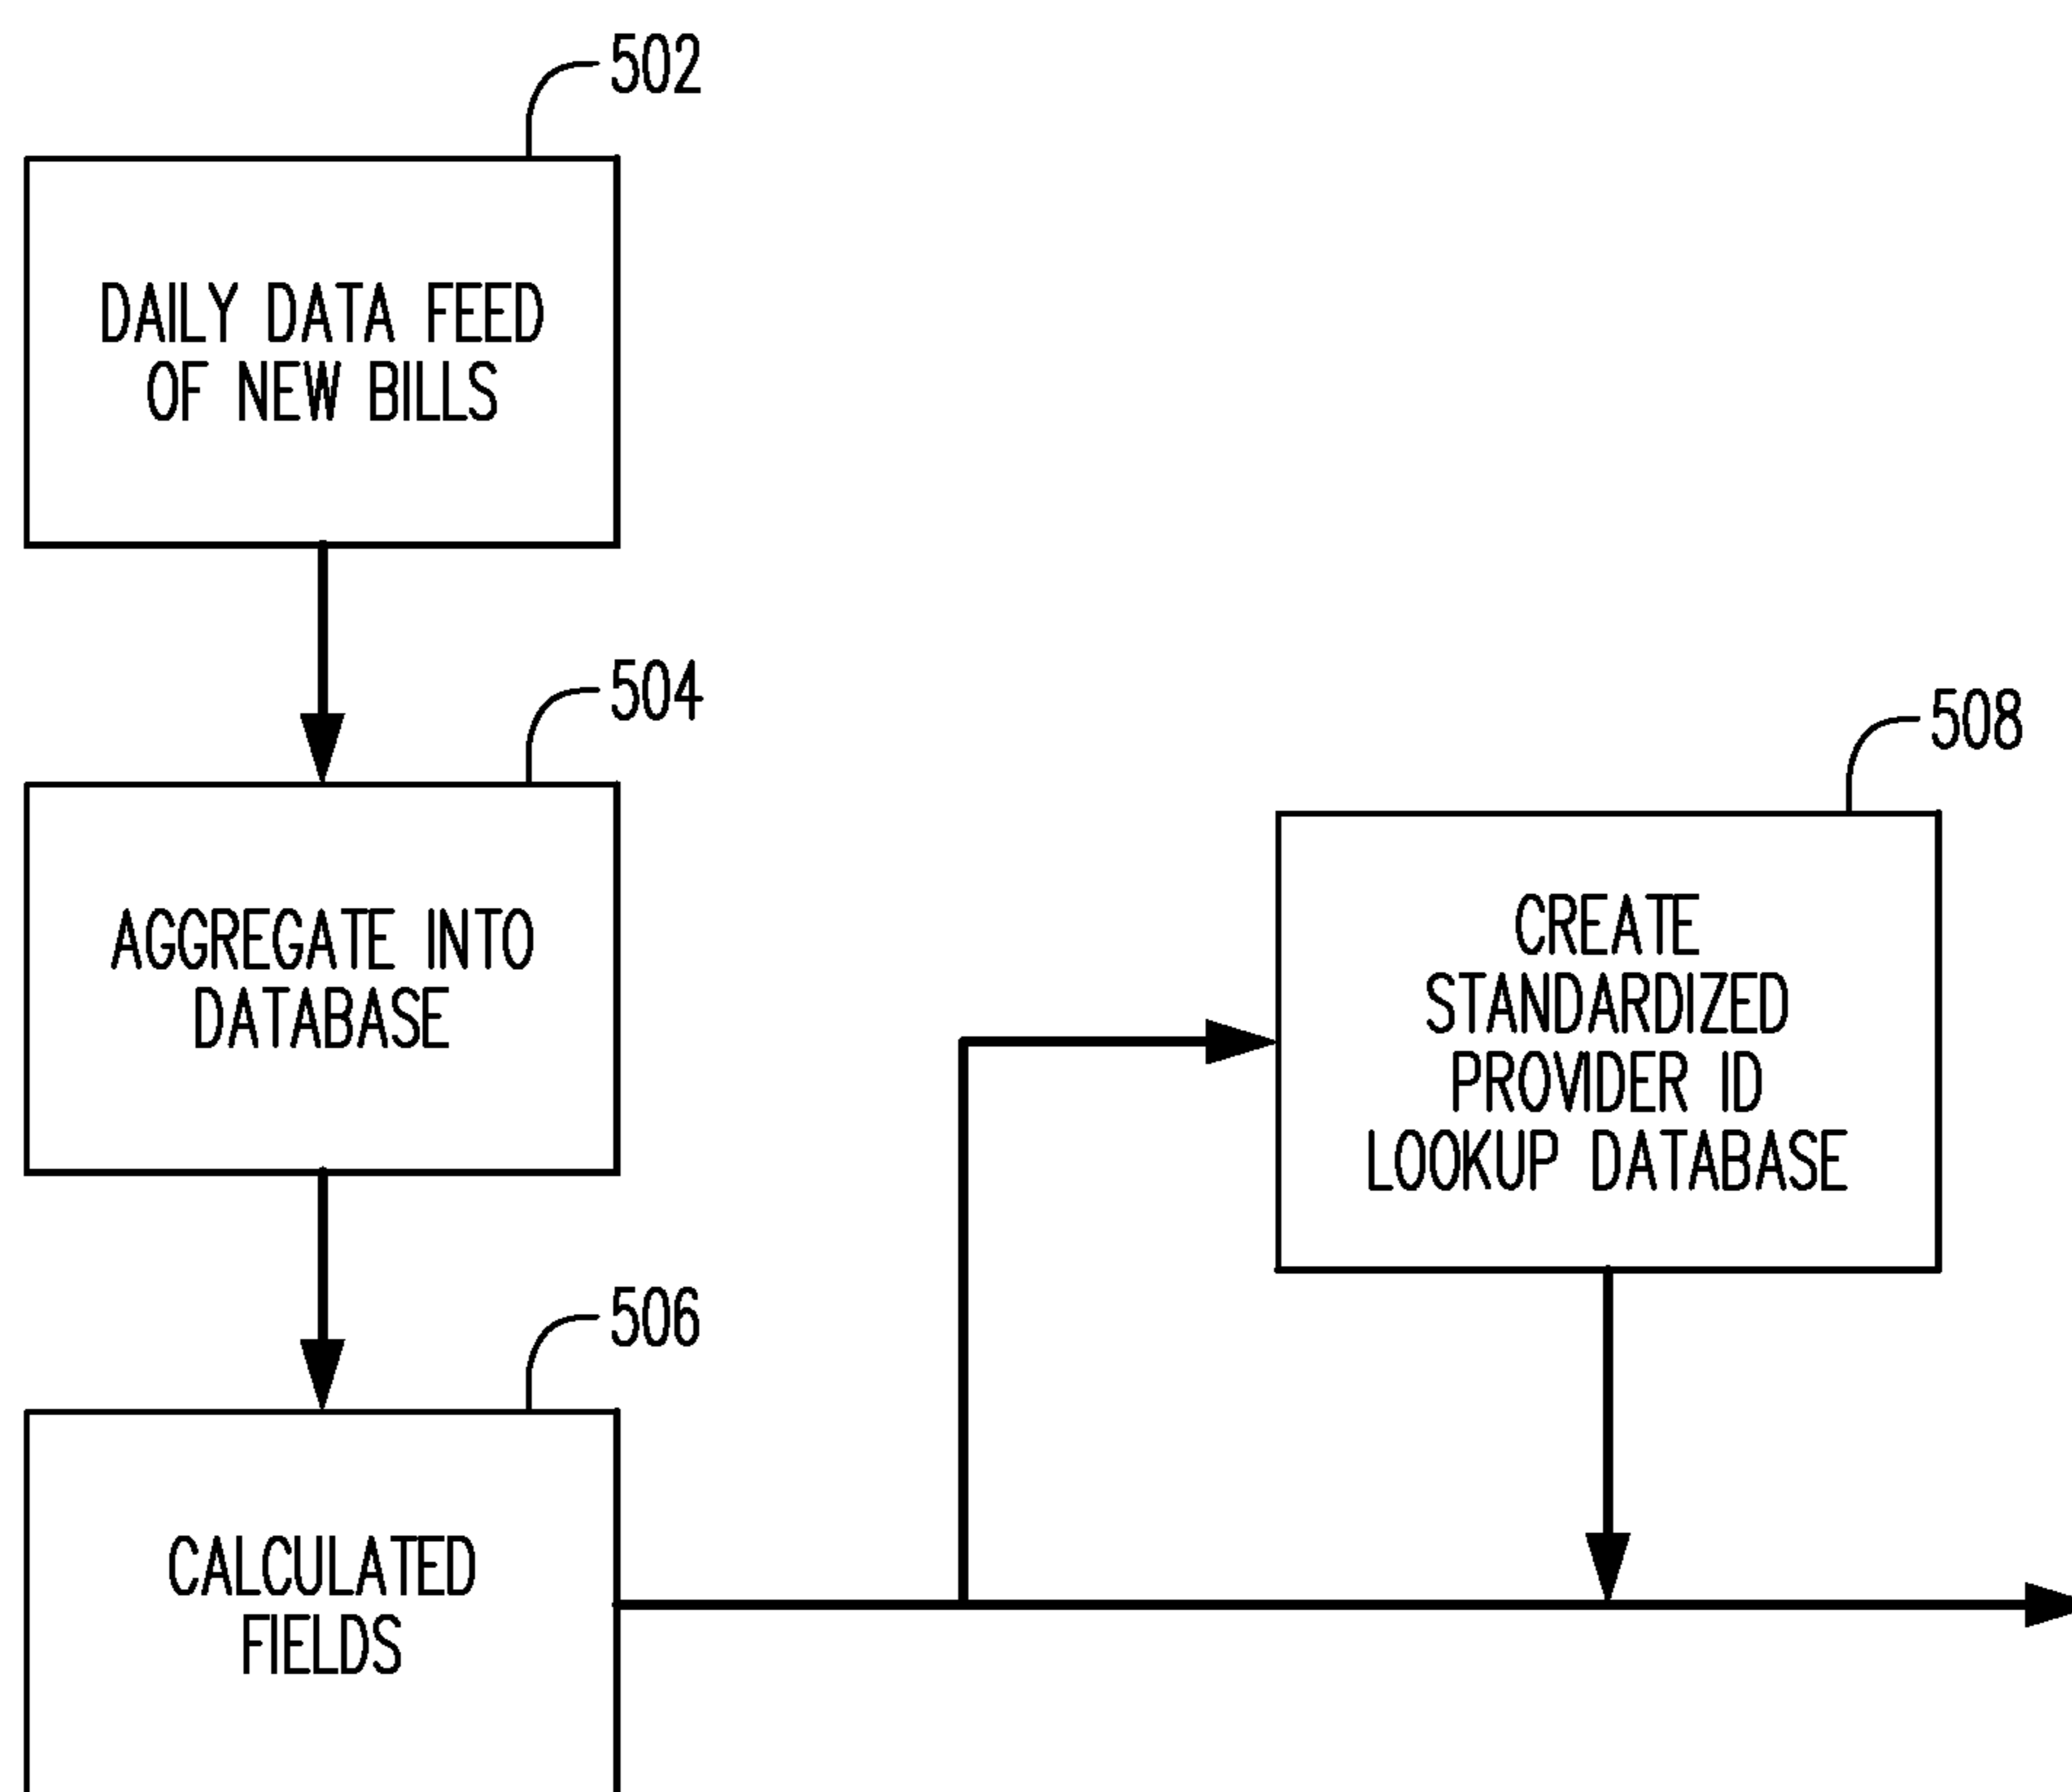 502
DAILY DATA FEED
OF NEW BILLS
504
AGGREGATE INTO
DATABASE
508
CREATE
STANDARDIZED
PROVIDER ID
LOOKUP DATABASE
506
CALCULATED
FIELDS